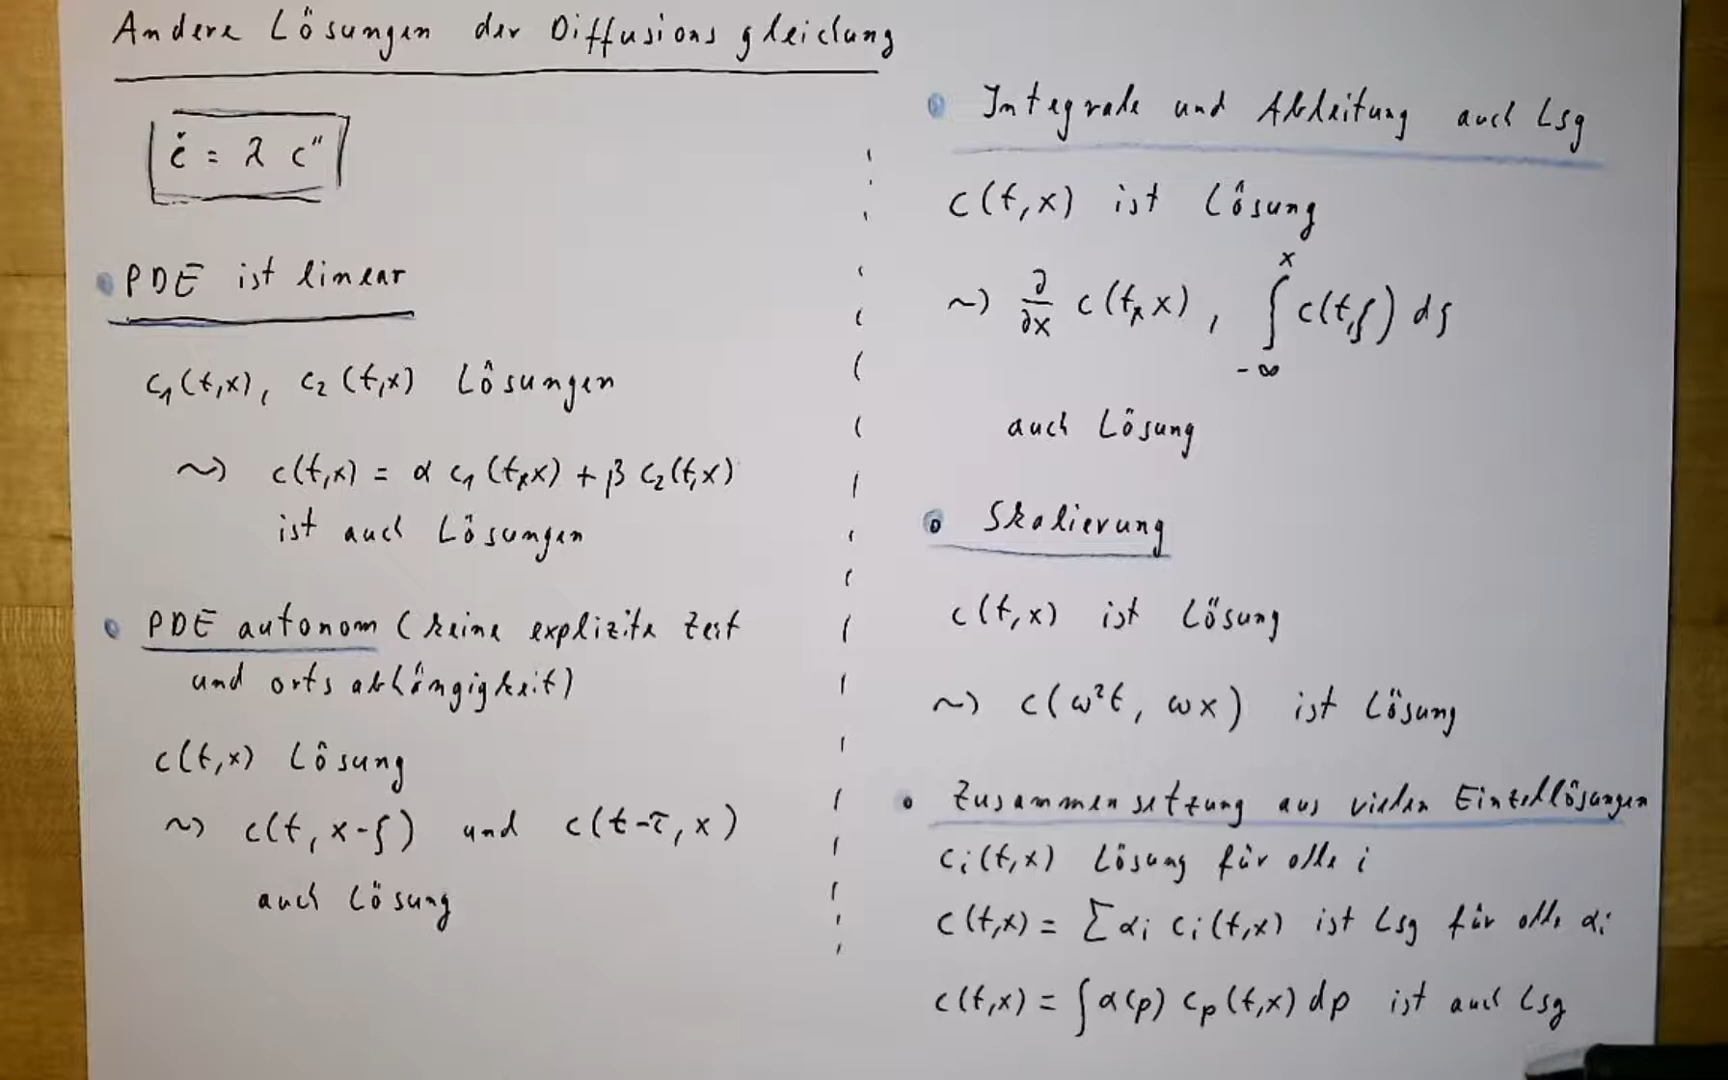 Andere Lösungen der Diffusionsgleichung
ċ = λ c''
• PDE ist linear
c₁(t,x), c₂(t,x) Lösungen
~> c(t,x) = α c₁(t,x) + β c₂(t,x)
ist auch Lösungen
• PDE autonom (keine explizite Zeit
und ortsabhängigkeit)
c(t,x) Lösung
~> c(t, x-ξ) und c(t-τ, x)
auch Lösung
• Integrale und Ableitung auch Lsg
c(t,x) ist Lösung
~> ∂/∂x c(t,x), ∫_{-∞}^{x} c(t,ξ) dξ
auch Lösung
• Skalierung
c(t,x) ist Lösung
~> c(ω²t, ωx) ist Lösung
• Zusammensetzung aus vielen Einzellösungen
cᵢ(t,x) Lösung für alle i
c(t,x) = ∑ αᵢ cᵢ(t,x) ist Lsg für alle αᵢ
c(t,x) = ∫ α(p) cₚ(t,x) dp ist auch Lsg